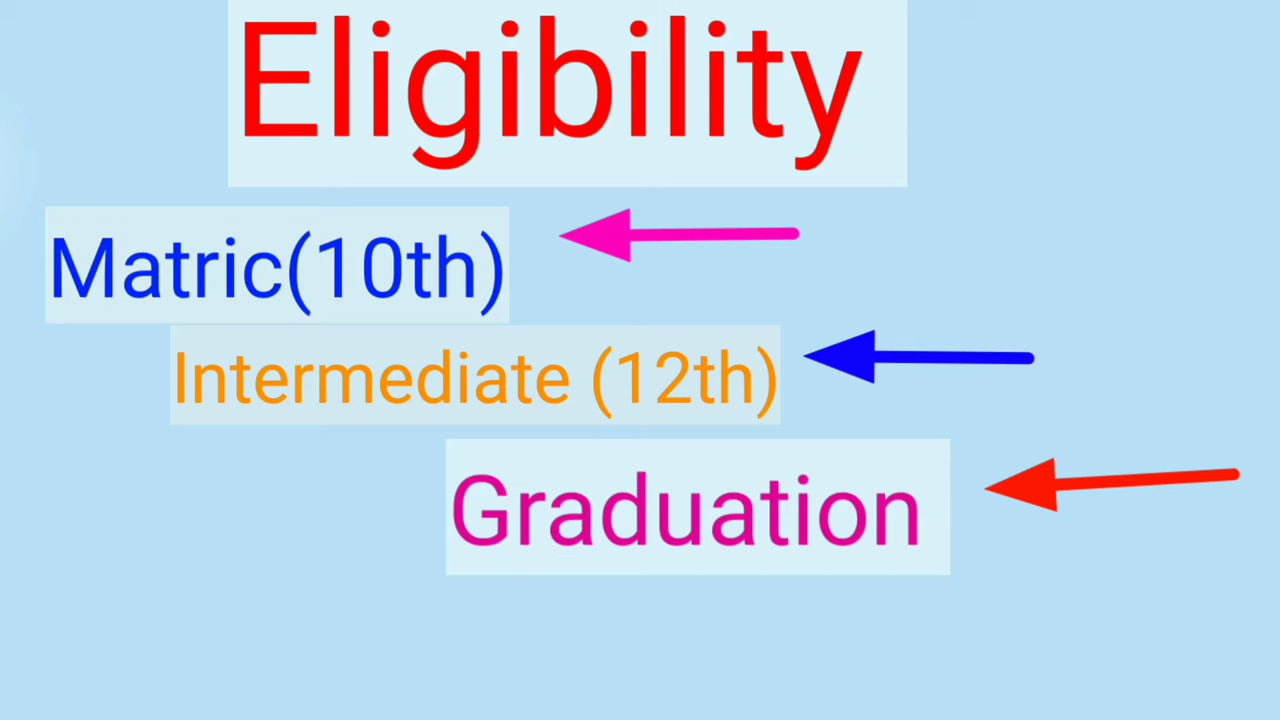 Eligibility
Matric(10th)
Intermediate (12th)
Graduation